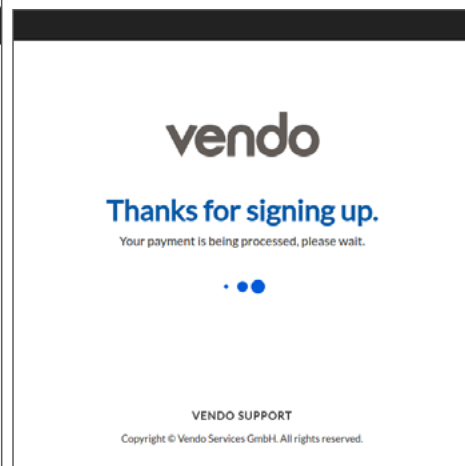 vendo
Thanks for signing up.
Your payment is being processed, please wait.
VENDO SUPPORT
Copyright © Vendo Services GmbH. All rights reserved.